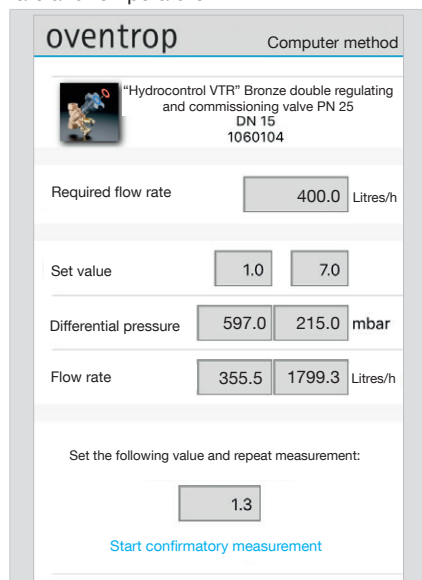 oventrop
Computer method
"Hydrocontrol VTR" Bronze double regulating
and commissioning valve PN 25
DN 15
1060104
Required flow rate 400.0 Litres/h
Set value 1.0 7.0
Differential pressure 597.0 215.0 mbar
Flow rate 355.5 1799.3 Litres/h
Set the following value and repeat measurement:
1.3
Start confirmatory measurement